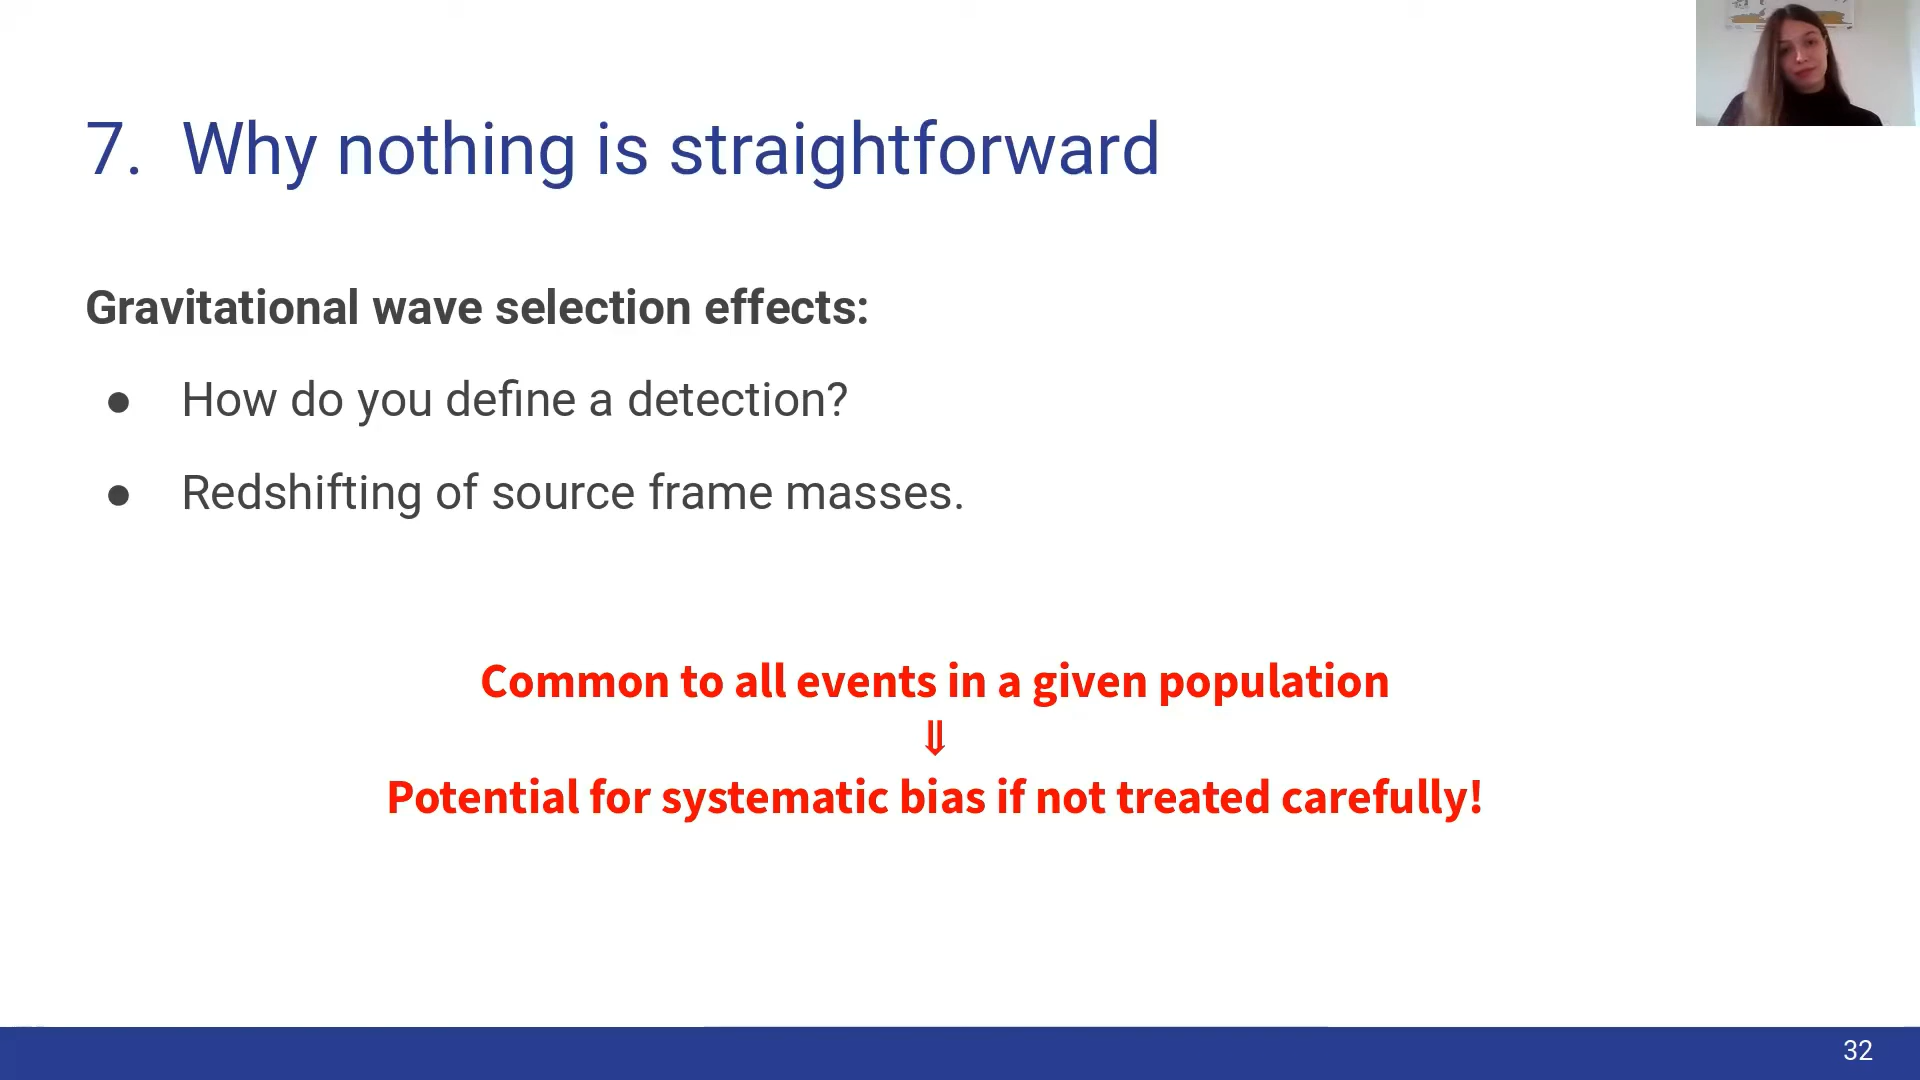 7. Why nothing is straightforward
Gravitational wave selection effects:
● How do you define a detection?
● Redshifting of source frame masses.
Common to all events in a given population
⇓
Potential for systematic bias if not treated carefully!
32